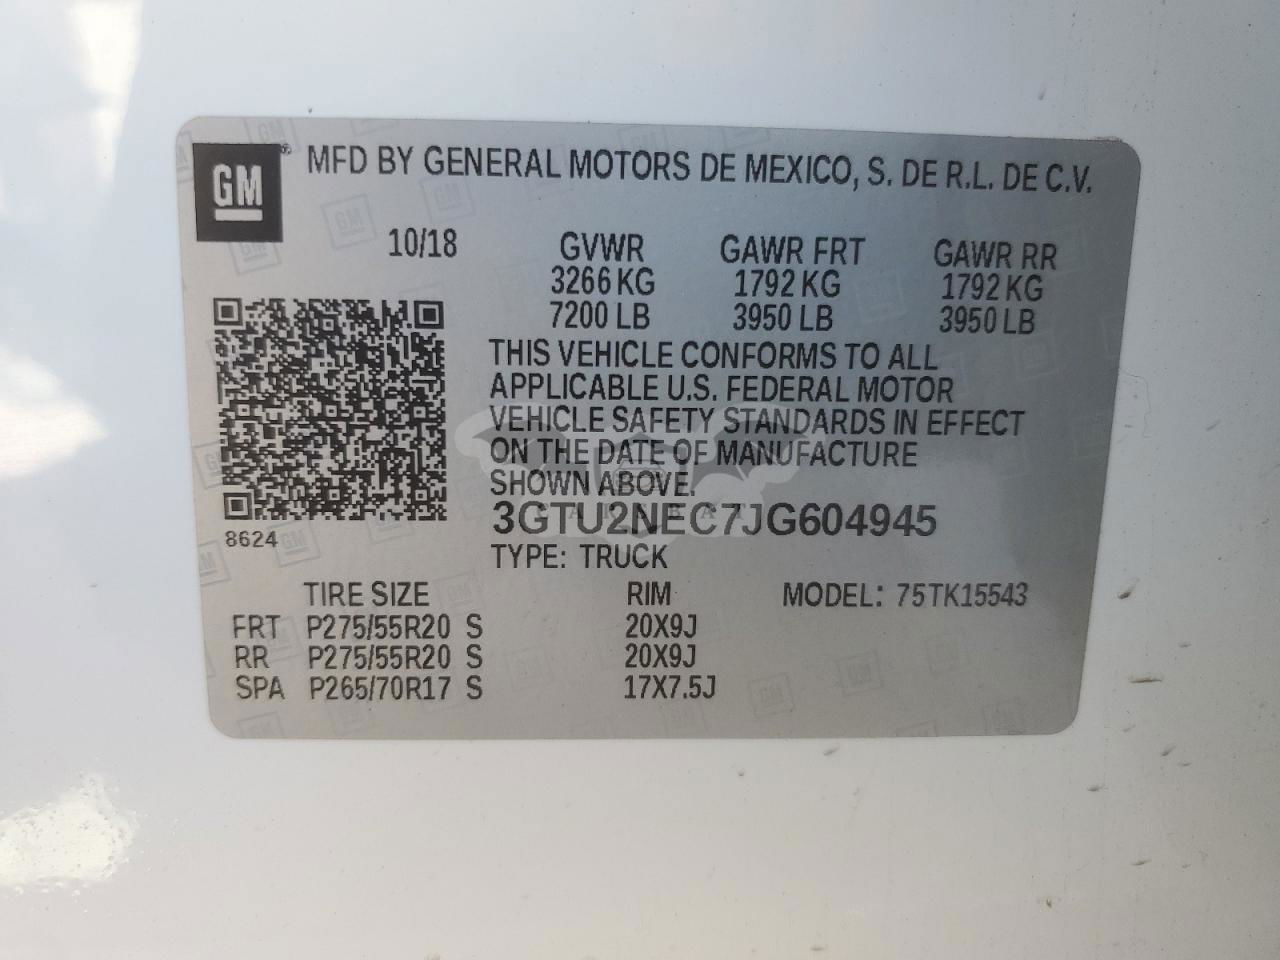 GM
MFD BY GENERAL MOTORS DE MEXICO, S. DE R.L. DE C.V.
10/18 GVWR GAWR FRT GAWR RR
3266 KG 1792 KG 1792 KG
7200 LB 3950 LB 3950 LB
THIS VEHICLE CONFORMS TO ALL
APPLICABLE U.S. FEDERAL MOTOR
VEHICLE SAFETY STANDARDS IN EFFECT
ON THE DATE OF MANUFACTURE
SHOWN ABOVE.
3GTU2NEC7JG604945
8624
TYPE: TRUCK
TIRE SIZE RIM MODEL: 75TK15543
FRT P275/55R20 S 20X9J
RR P275/55R20 S 20X9J
SPA P265/70R17 S 17X7.5J